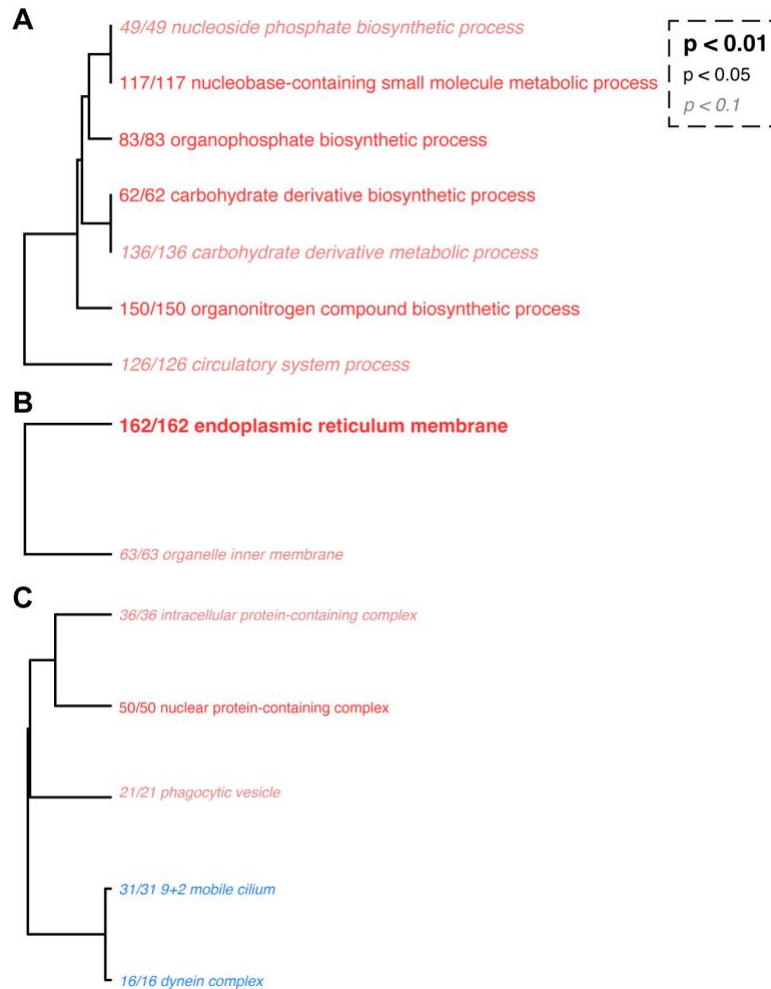 A
49/49 nucleoside phosphate biosynthetic process
117/117 nucleobase-containing small molecule metabolic process
83/83 organophosphate biosynthetic process
62/62 carbohydrate derivative biosynthetic process
136/136 carbohydrate derivative metabolic process
150/150 organonitrogen compound biosynthetic process
126/126 circulatory system process
p < 0.01
p < 0.05
p < 0.1
B
162/162 endoplasmic reticulum membrane
63/63 organelle inner membrane
C
36/36 intracellular protein-containing complex
50/50 nuclear protein-containing complex
21/21 phagocytic vesicle
31/31 9+2 mobile cilium
16/16 dynein complex